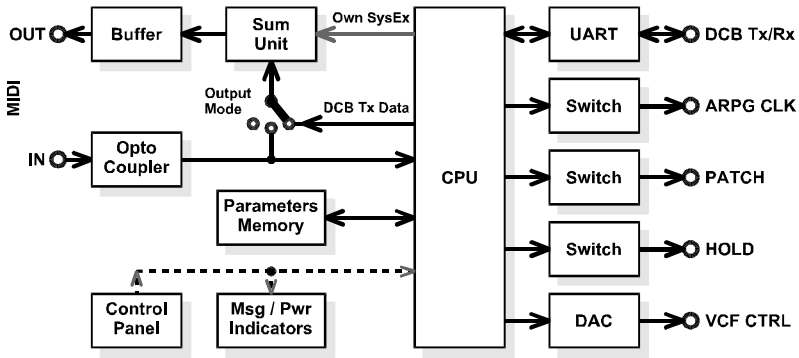 OUT
Buffer
Sum
Unit
Own SysEx
UART
DCB Tx/Rx
MIDI
Output
Mode
DCB Tx Data
Switch
ARPG CLK
IN
Opto
Coupler
CPU
Switch
PATCH
Parameters
Memory
Switch
HOLD
Control
Panel
Msg / Pwr
Indicators
DAC
VCF CTRL